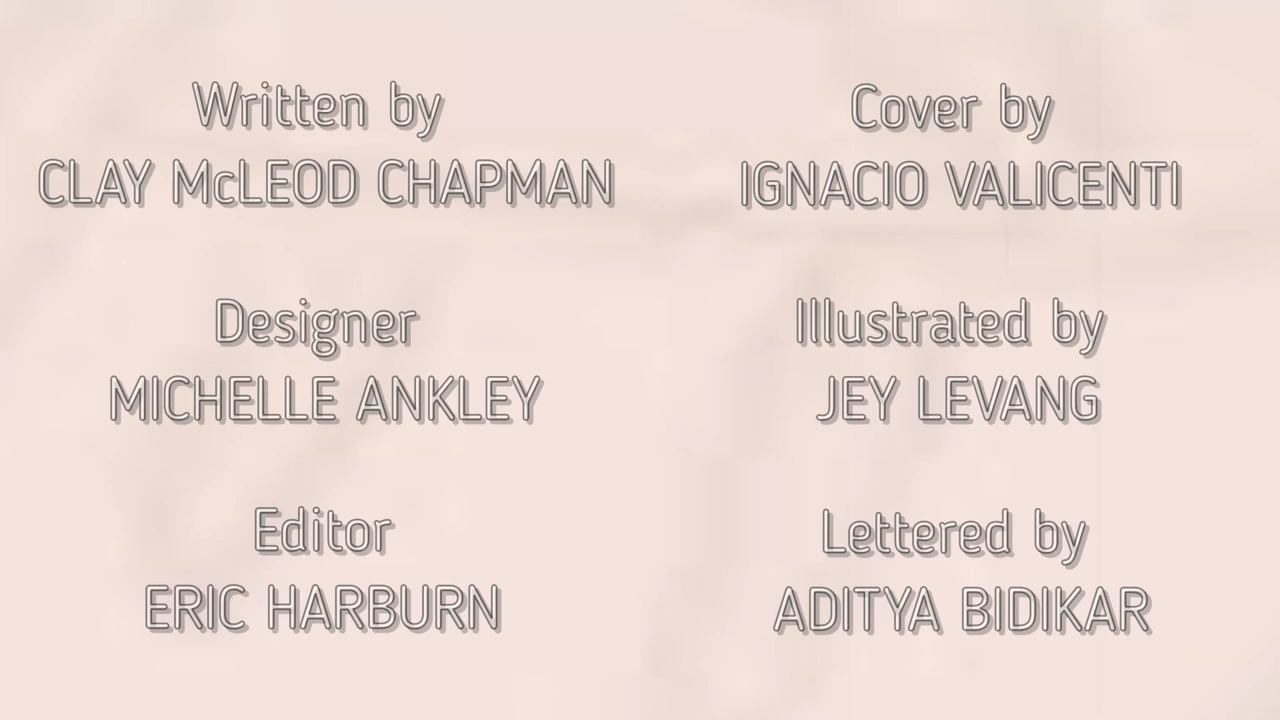 Written by
CLAY McLEOD CHAPMAN
Cover by
IGNACIO VALICENTI
Designer
MICHELLE ANKLEY
Illustrated by
JEY LEVANG
Editor
ERIC HARBURN
Lettered by
ADITYA BIDIKAR